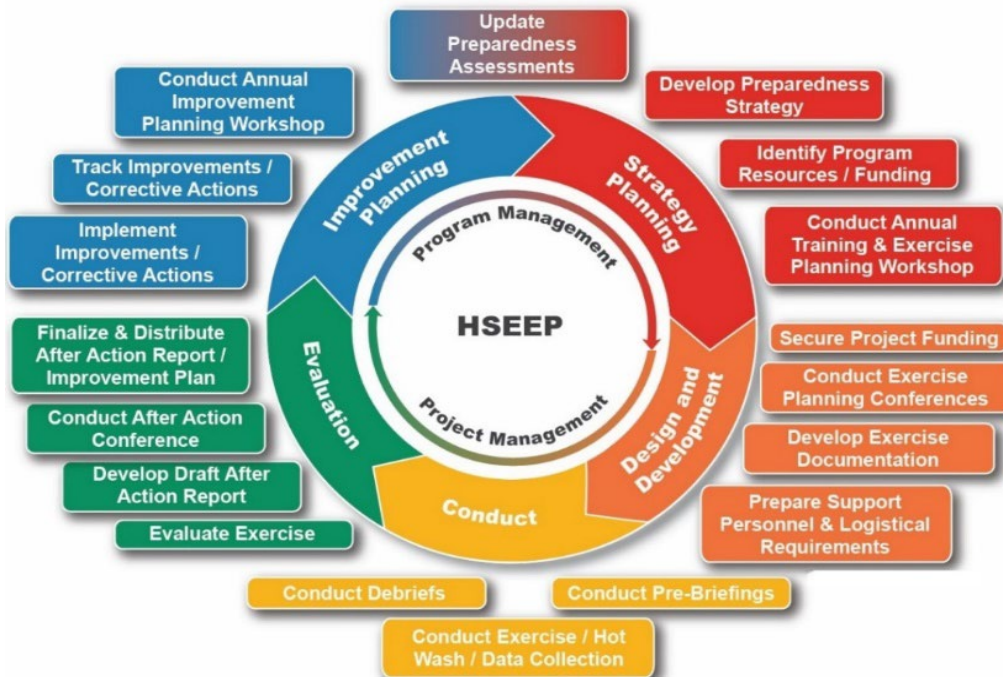 Update
Preparedness
Assessments
Develop Preparedness
Strategy
Identify Program
Resources / Funding
Conduct Annual
Training & Exercise
Planning Workshop
Secure Project Funding
Conduct Exercise
Planning Conferences
Develop Exercise
Documentation
Prepare Support
Personnel & Logistical
Requirements
Conduct Pre-Briefings
Conduct Exercise / Hot
Wash / Data Collection
Conduct Debriefs
Evaluate Exercise
Develop Draft After
Action Report
Conduct After Action
Conference
Finalize & Distribute
After Action Report /
Improvement Plan
Implement
Improvements /
Corrective Actions
Track Improvements /
Corrective Actions
Conduct Annual
Improvement
Planning Workshop
Strategy
Planning
Design and
Development
Conduct
Evaluation
Improvement
Planning
Program Management
HSEEP
Project Management